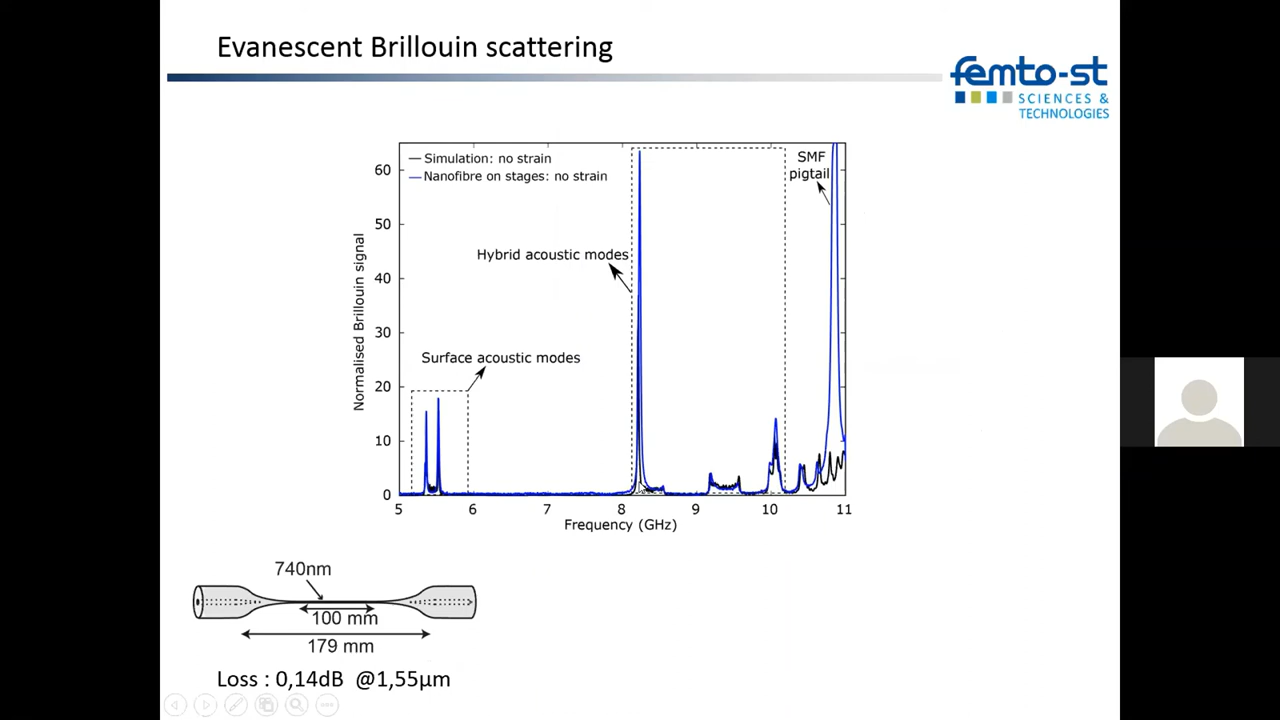 Evanescent Brillouin scattering
femto-st
SCIENCES &
TECHNOLOGIES
Simulation: no strain
Nanofibre on stages: no strain
SMF
pigtail
Hybrid acoustic modes
Surface acoustic modes
Normalised Brillouin signal
60
50
40
30
20
10
0
5 6 7 8 9 10 11
Frequency (GHz)
740nm
100 mm
179 mm
Loss : 0,14dB @1,55µm